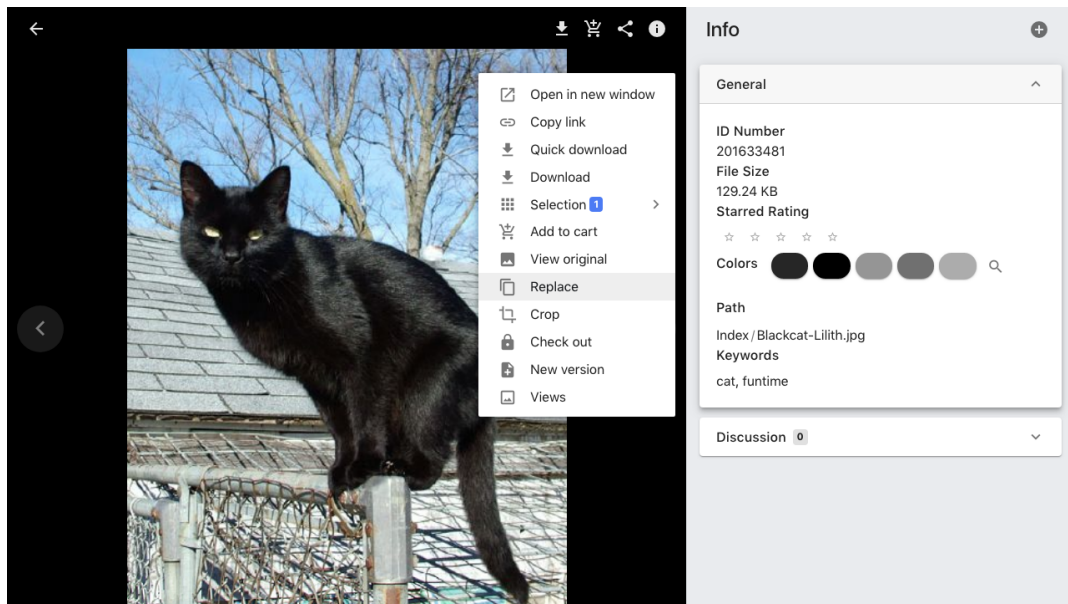 Info
Open in new window
Copy link
Quick download
Download
Selection 1
Add to cart
View original
Replace
Crop
Check out
New version
Views
General
ID Number
201633481
File Size
129.24 KB
Starred Rating
Colors
Path
Index/Blackcat-Lilith.jpg
Keywords
cat, funtime
Discussion 0